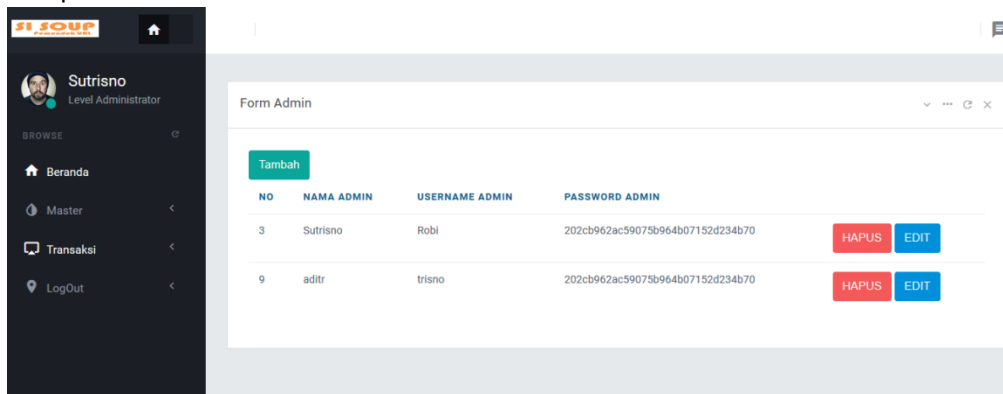 SI SOUP
Sutrisno
Level Administrator
BROWSE
Beranda
Master
Transaksi
LogOut
Form Admin
Tambah
NO NAMA ADMIN USERNAME ADMIN PASSWORD ADMIN
3 Sutrisno Robi 202cb962ac59075b964b07152d234b70 HAPUS EDIT
9 aditr trisno 202cb962ac59075b964b07152d234b70 HAPUS EDIT